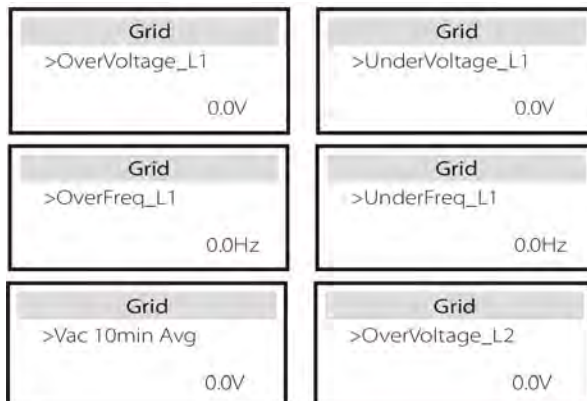 Grid
>OverVoltage_L1
0.0V
Grid
>UnderVoltage_L1
0.0V
Grid
>OverFreq_L1
0.0Hz
Grid
>UnderFreq_L1
0.0Hz
Grid
>Vac 10min Avg
0.0V
Grid
>OverVoltage_L2
0.0V